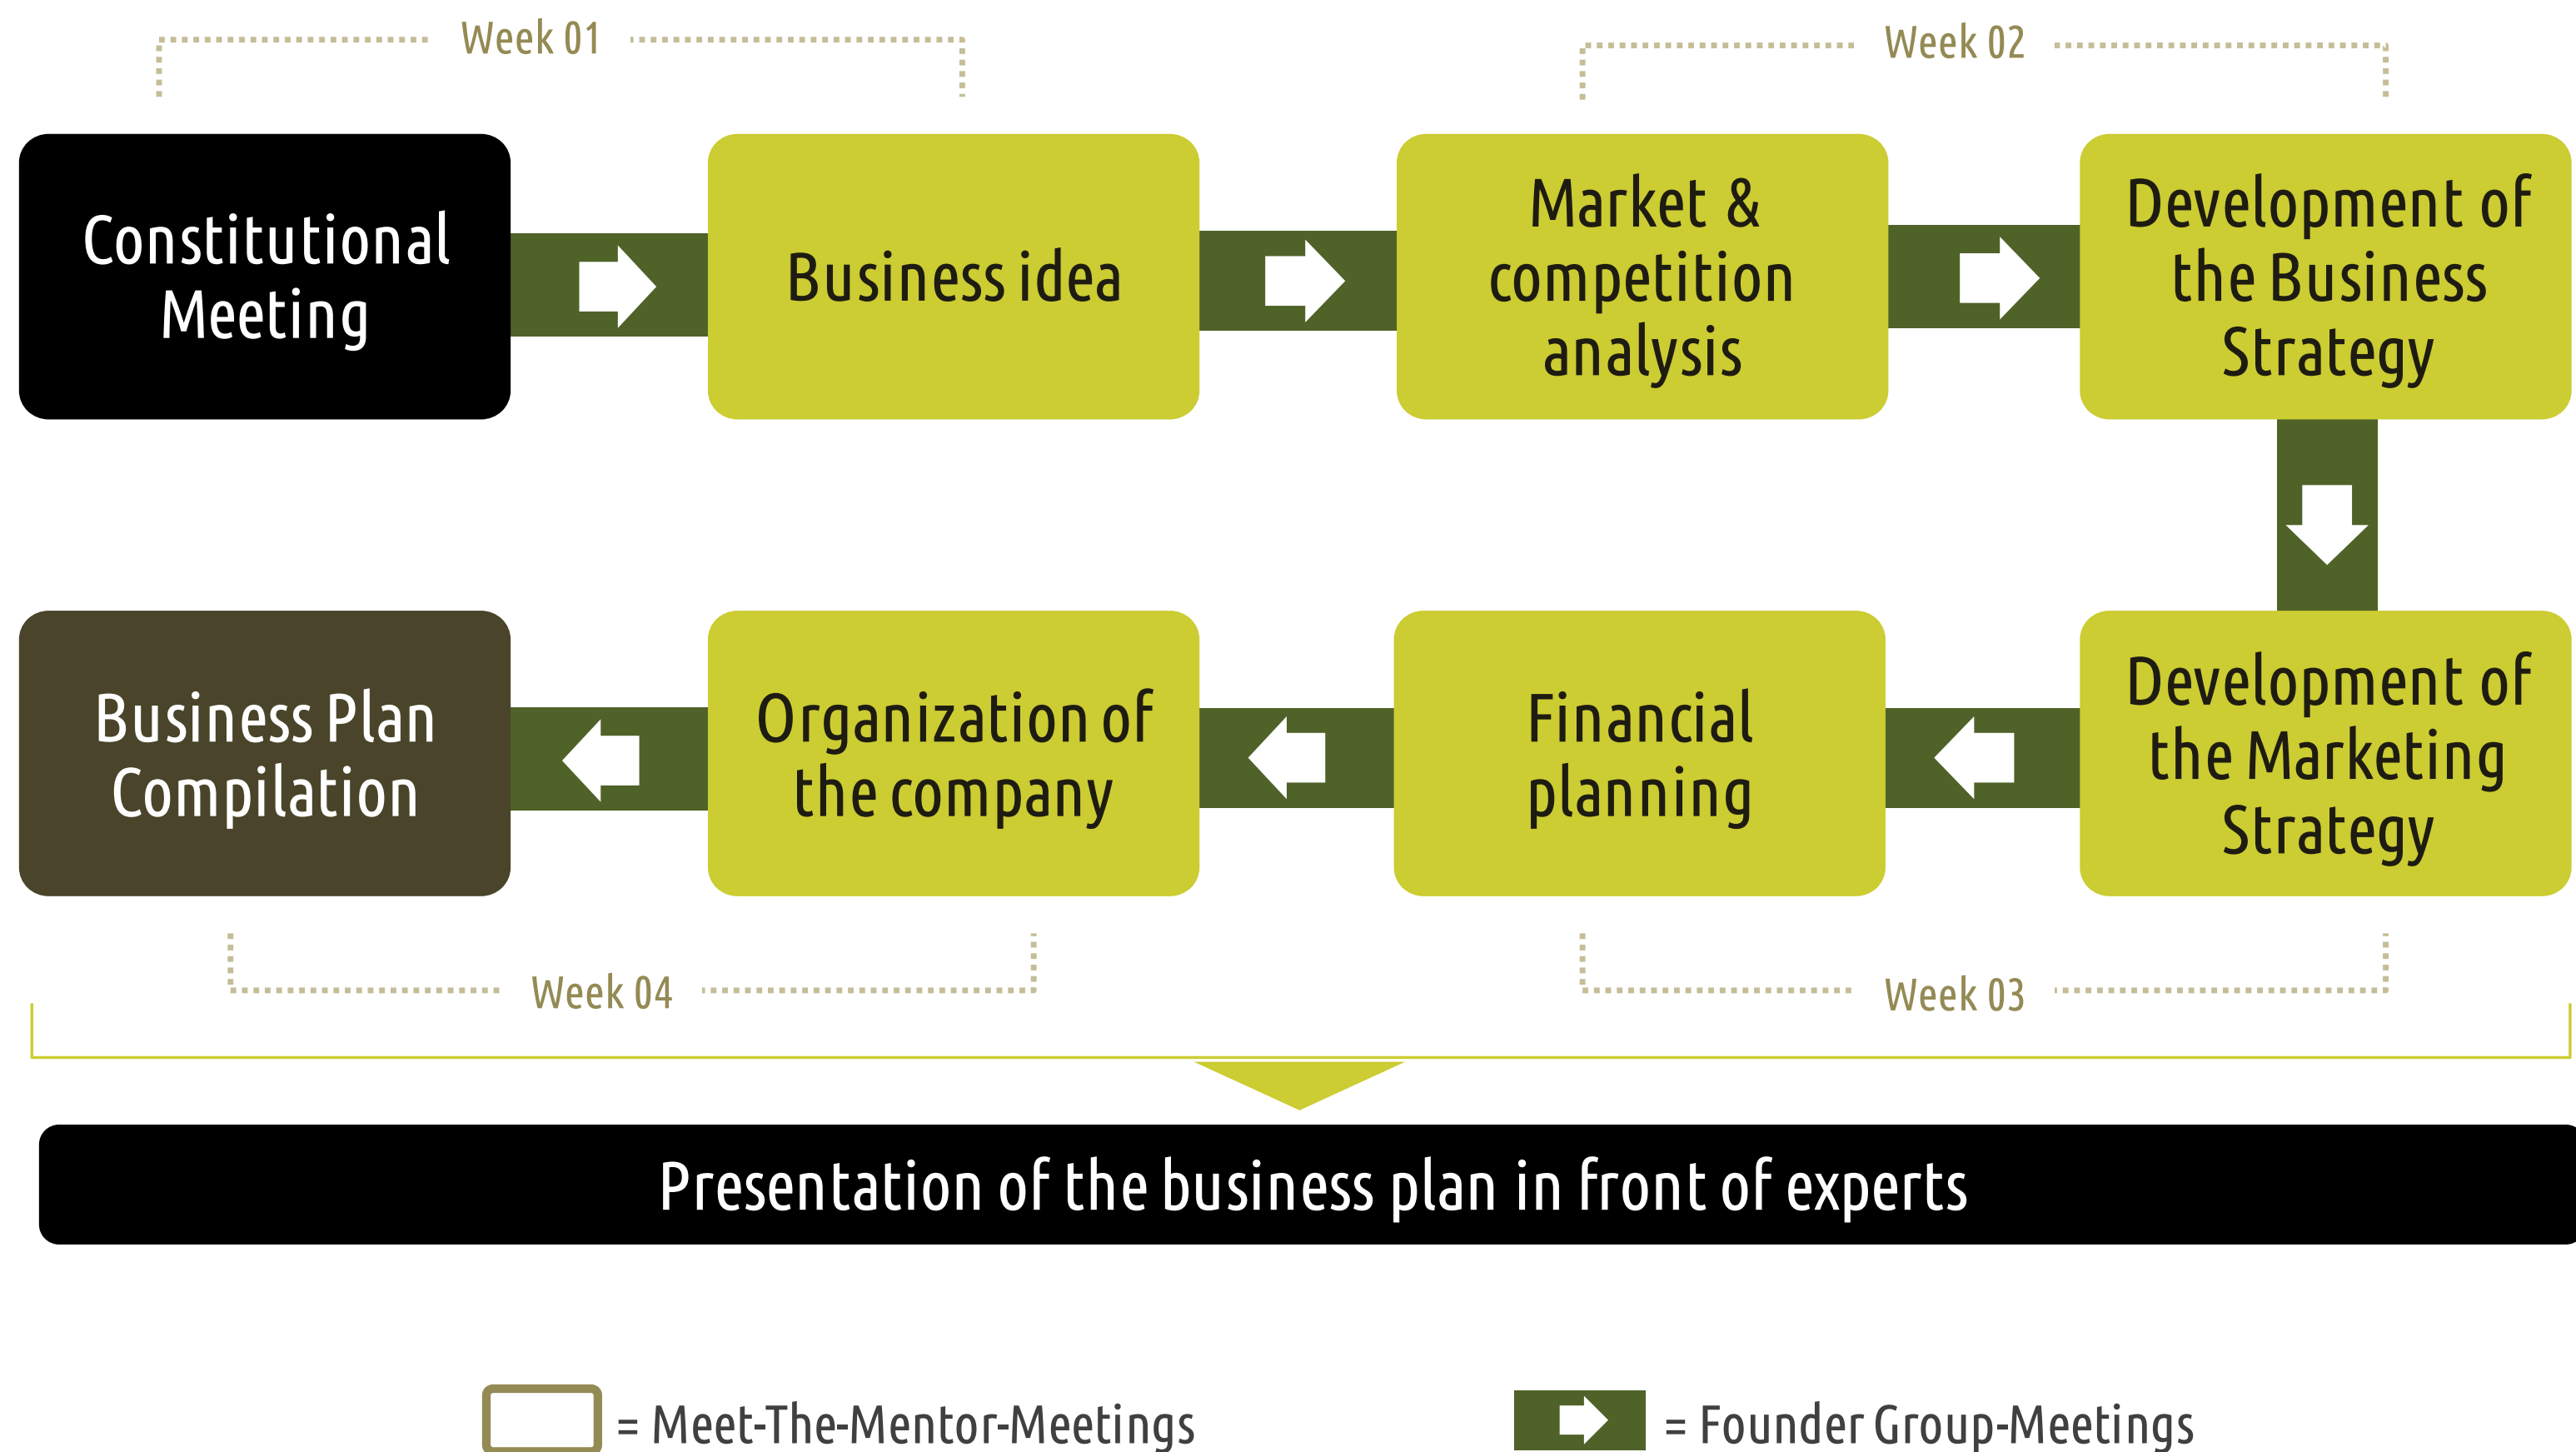 Week 01
Week 02
Constitutional
Meeting
Business idea
Market &
competition
analysis
Development of
the Business
Strategy
Development of
the Marketing
Strategy
Financial
planning
Organization of
the company
Business Plan
Compilation
Week 04
Week 03
Presentation of the business plan in front of experts
= Meet-The-Mentor-Meetings
= Founder Group-Meetings